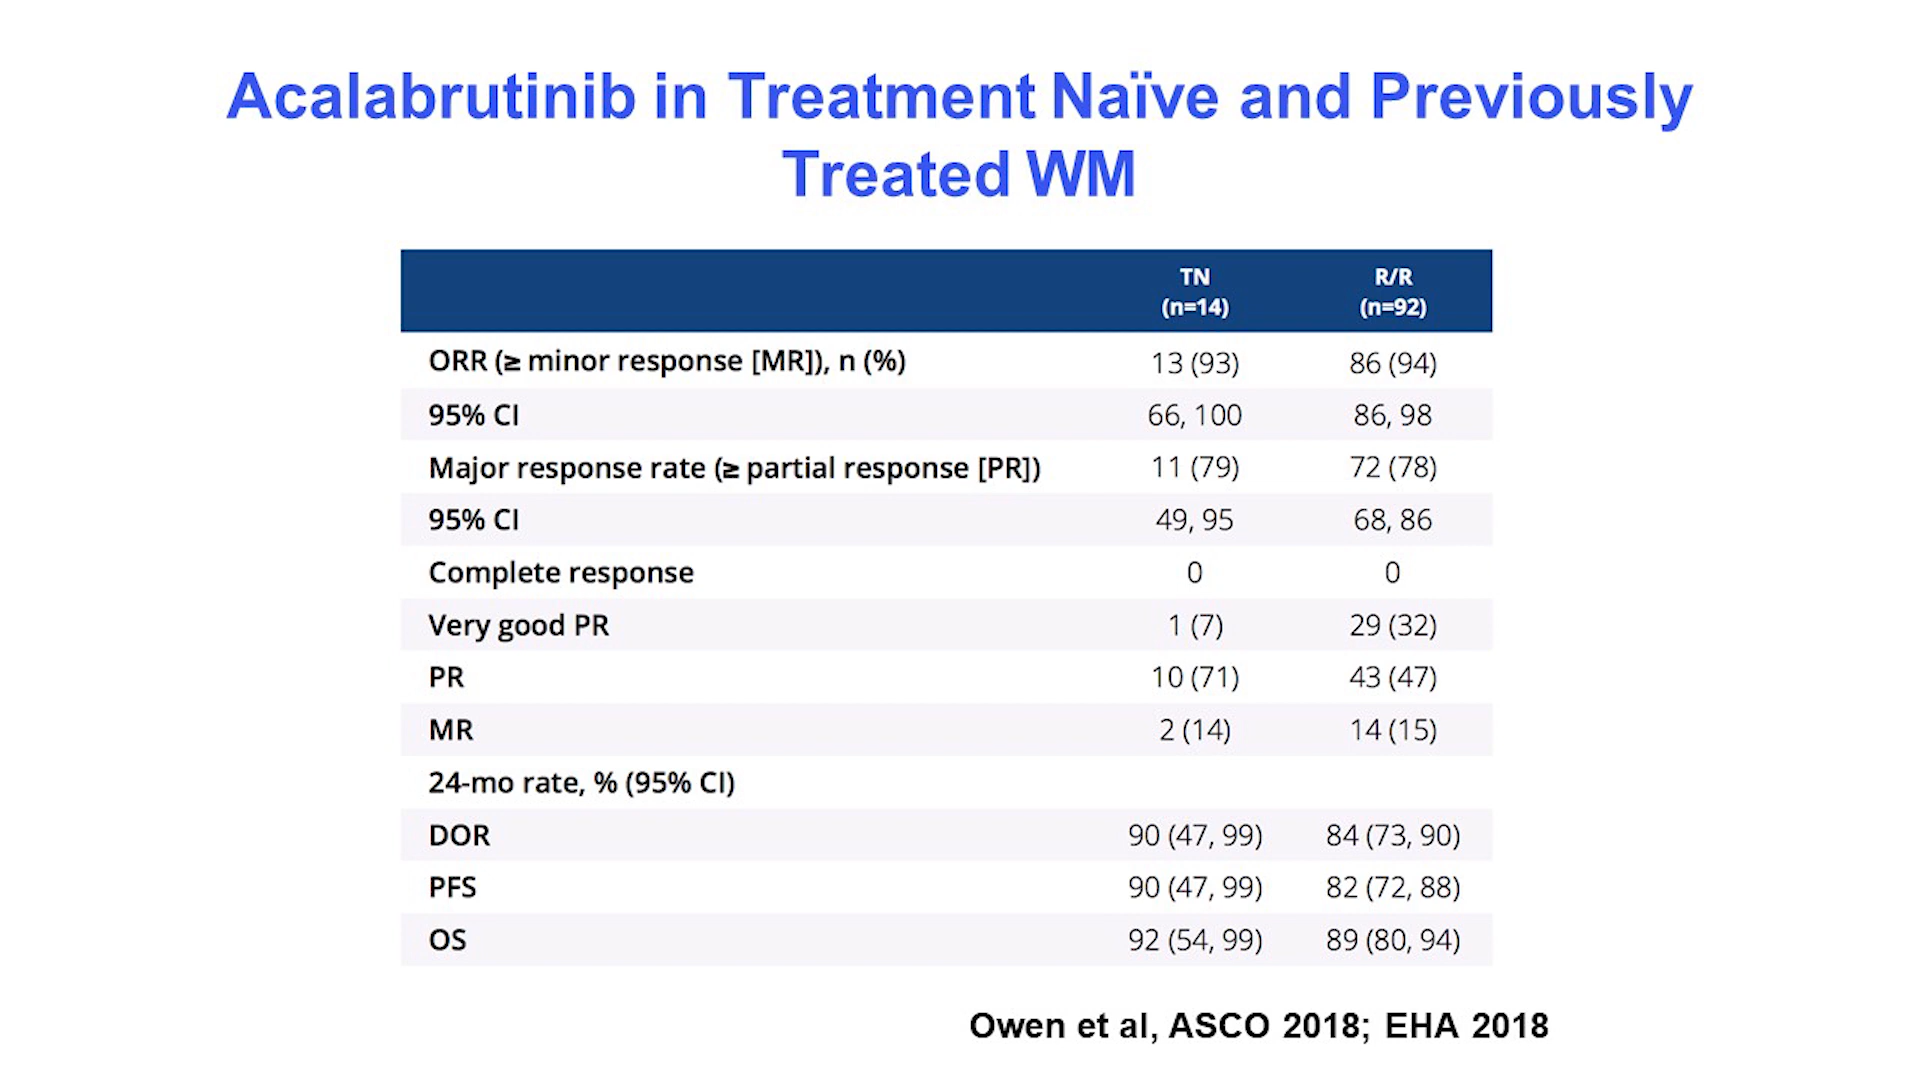 Acalabrutinib in Treatment Naïve and Previously
Treated WM
TN R/R
(n=14) (n=92)
ORR (≥ minor response [MR]), n (%) 13 (93) 86 (94)
95% CI 66, 100 86, 98
Major response rate (≥ partial response [PR]) 11 (79) 72 (78)
95% CI 49, 95 68, 86
Complete response 0 0
Very good PR 1 (7) 29 (32)
PR 10 (71) 43 (47)
MR 2 (14) 14 (15)
24-mo rate, % (95% CI)
DOR 90 (47, 99) 84 (73, 90)
PFS 90 (47, 99) 82 (72, 88)
OS 92 (54, 99) 89 (80, 94)
Owen et al, ASCO 2018; EHA 2018